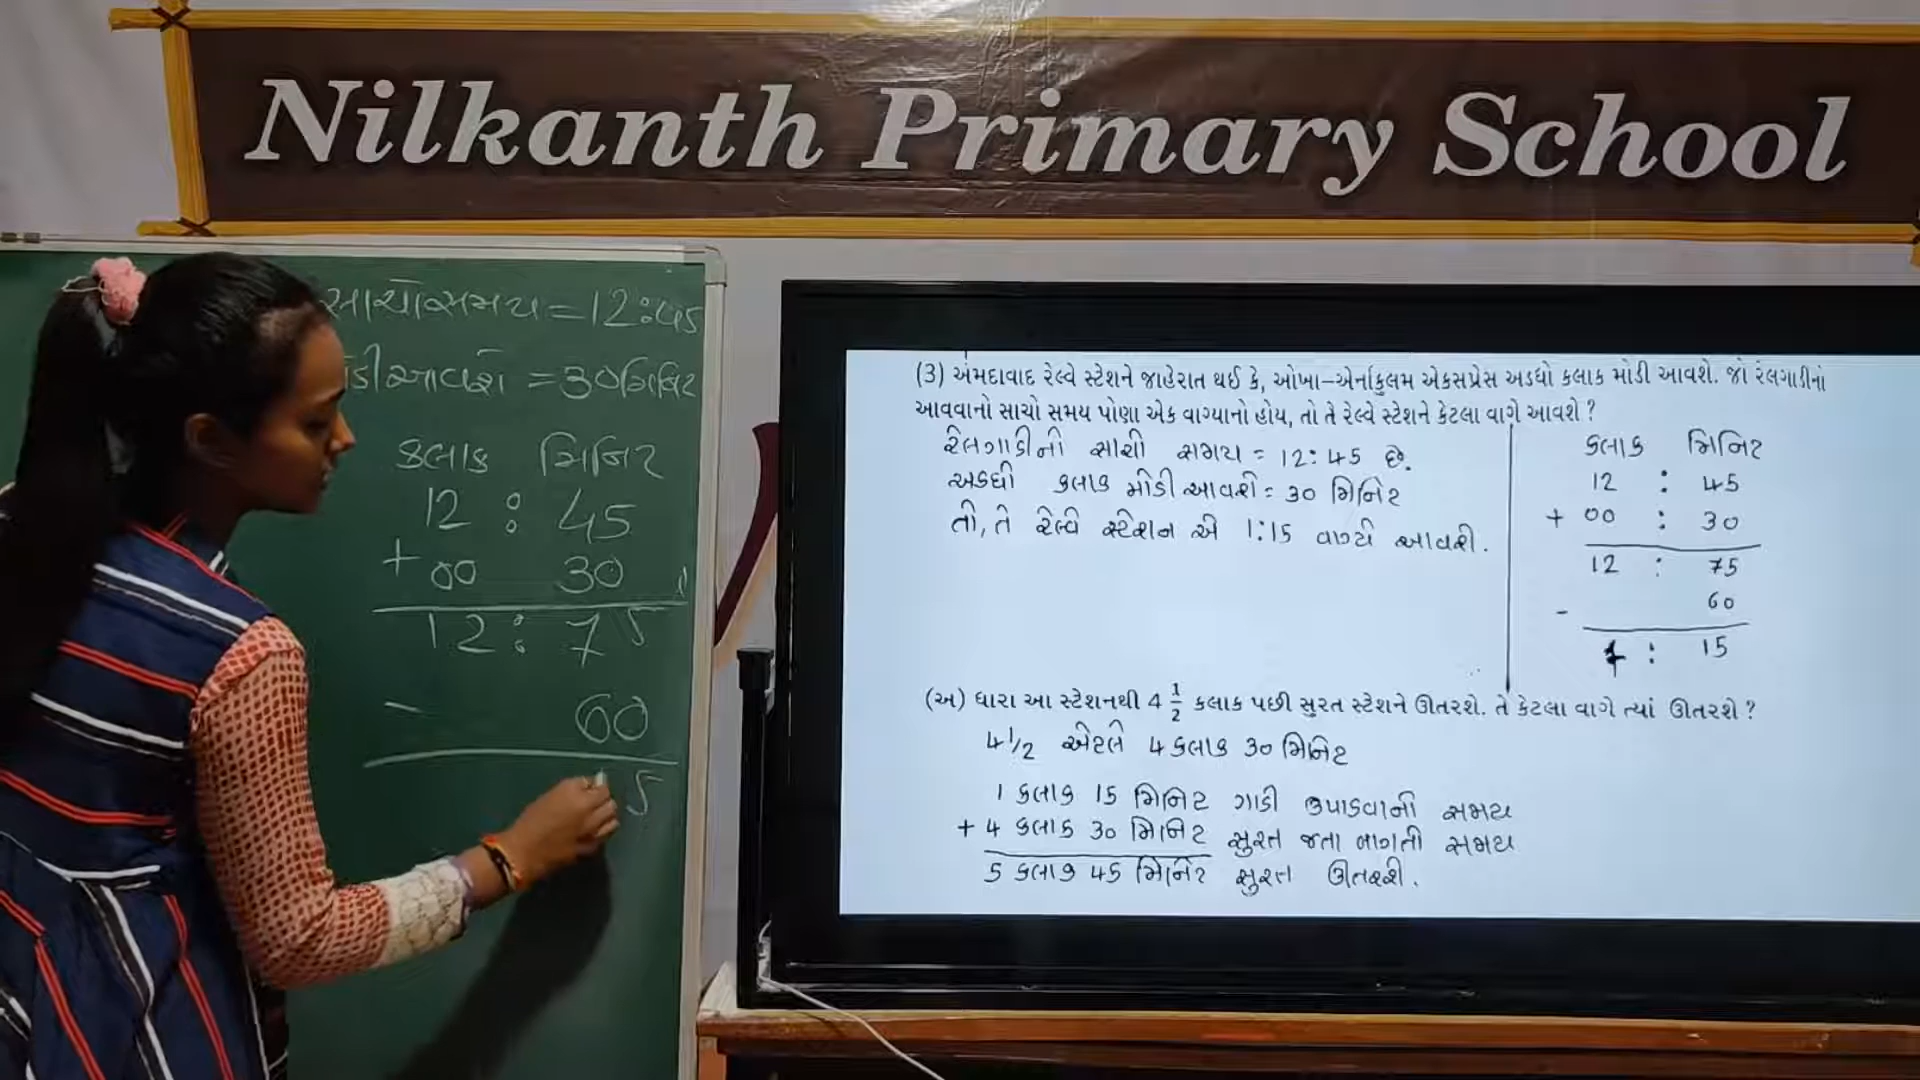 Nilkanth Primary School
સાચો સમય = 12:45
મોડી આવશે = 30 મિનિટ
કલાક મિનિટ
12 : 45
+ 00 30
12 : 75
- 60
5
(3) અમદાવાદ રેલ્વે સ્ટેશને જાહેરાત થઈ કે, ઓખા-એર્નાકુલમ એકસપ્રેસ અડધો કલાક મોડી આવશે. જો રેલગાડીનો
આવવાનો સાચો સમય પોણા એક વાગ્યાનો હોય, તો તે રેલ્વે સ્ટેશને કેટલા વાગે આવશે ?
રેલગાડીનો સાચો સમય = 12:45 છે.
અડધો કલાક મોડી આવશે = 30 મિનિટ
તો, તે રેલ્વે સ્ટેશન એ 1:15 વાગ્યે આવશે.
કલાક મિનિટ
12 : 45
+ 00 : 30
12 : 75
- 60
1 : 15
(અ) ધારા આ સ્ટેશનથી 4 1/2 કલાક પછી સુરત સ્ટેશને ઊતરશે. તે કેટલા વાગે ત્યાં ઊતરશે ?
4 1/2 એટલે 4 કલાક 30 મિનિટ
1 કલાક 15 મિનિટ ગાડી ઉપાડવાનો સમય
+ 4 કલાક 30 મિનિટ સુરત જતા લાગતો સમય
5 કલાક 45 મિનિટ સુરત ઊતરશે.